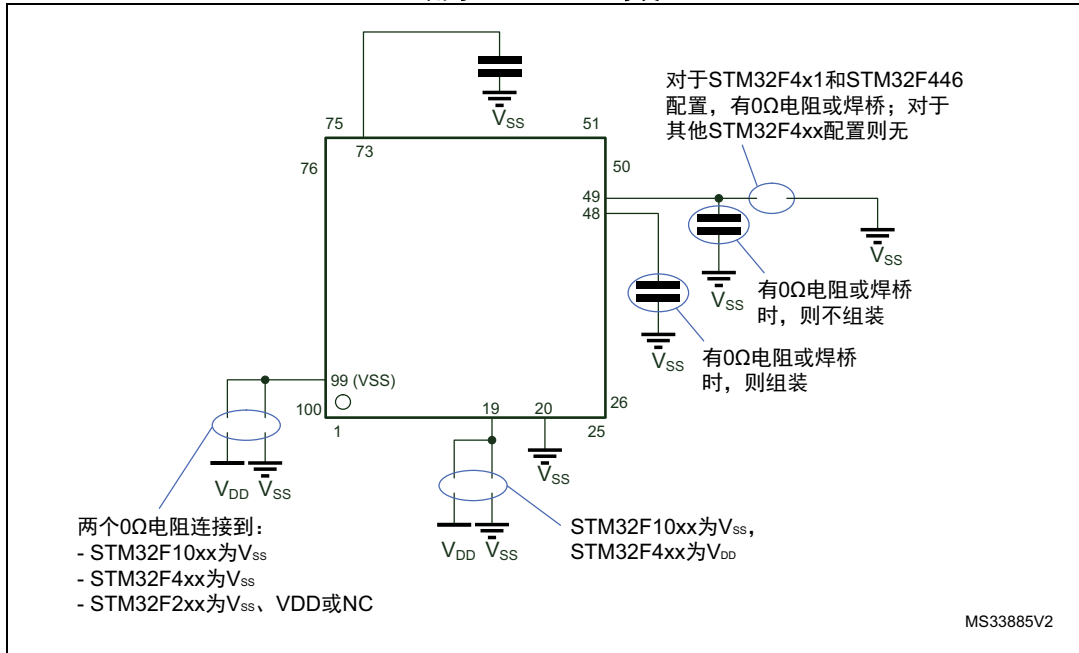 对于STM32F4x1和STM32F446
配置，有0Ω电阻或焊桥；对于
其他STM32F4xx配置则无
VSS
75
51
73
76
50
49
48
VSS
VSS
有0Ω电阻或焊桥
时，则不组装
VSS
有0Ω电阻或焊桥
时，则组装
99 (VSS)
100
19
20
26
1
25
VSS
VDD VSS
VDD VSS
两个0Ω电阻连接到：
- STM32F10xx为VSS
- STM32F4xx为VSS
- STM32F2xx为VSS、VDD或NC
STM32F10xx为VSS，
STM32F4xx为VDD
MS33885V2